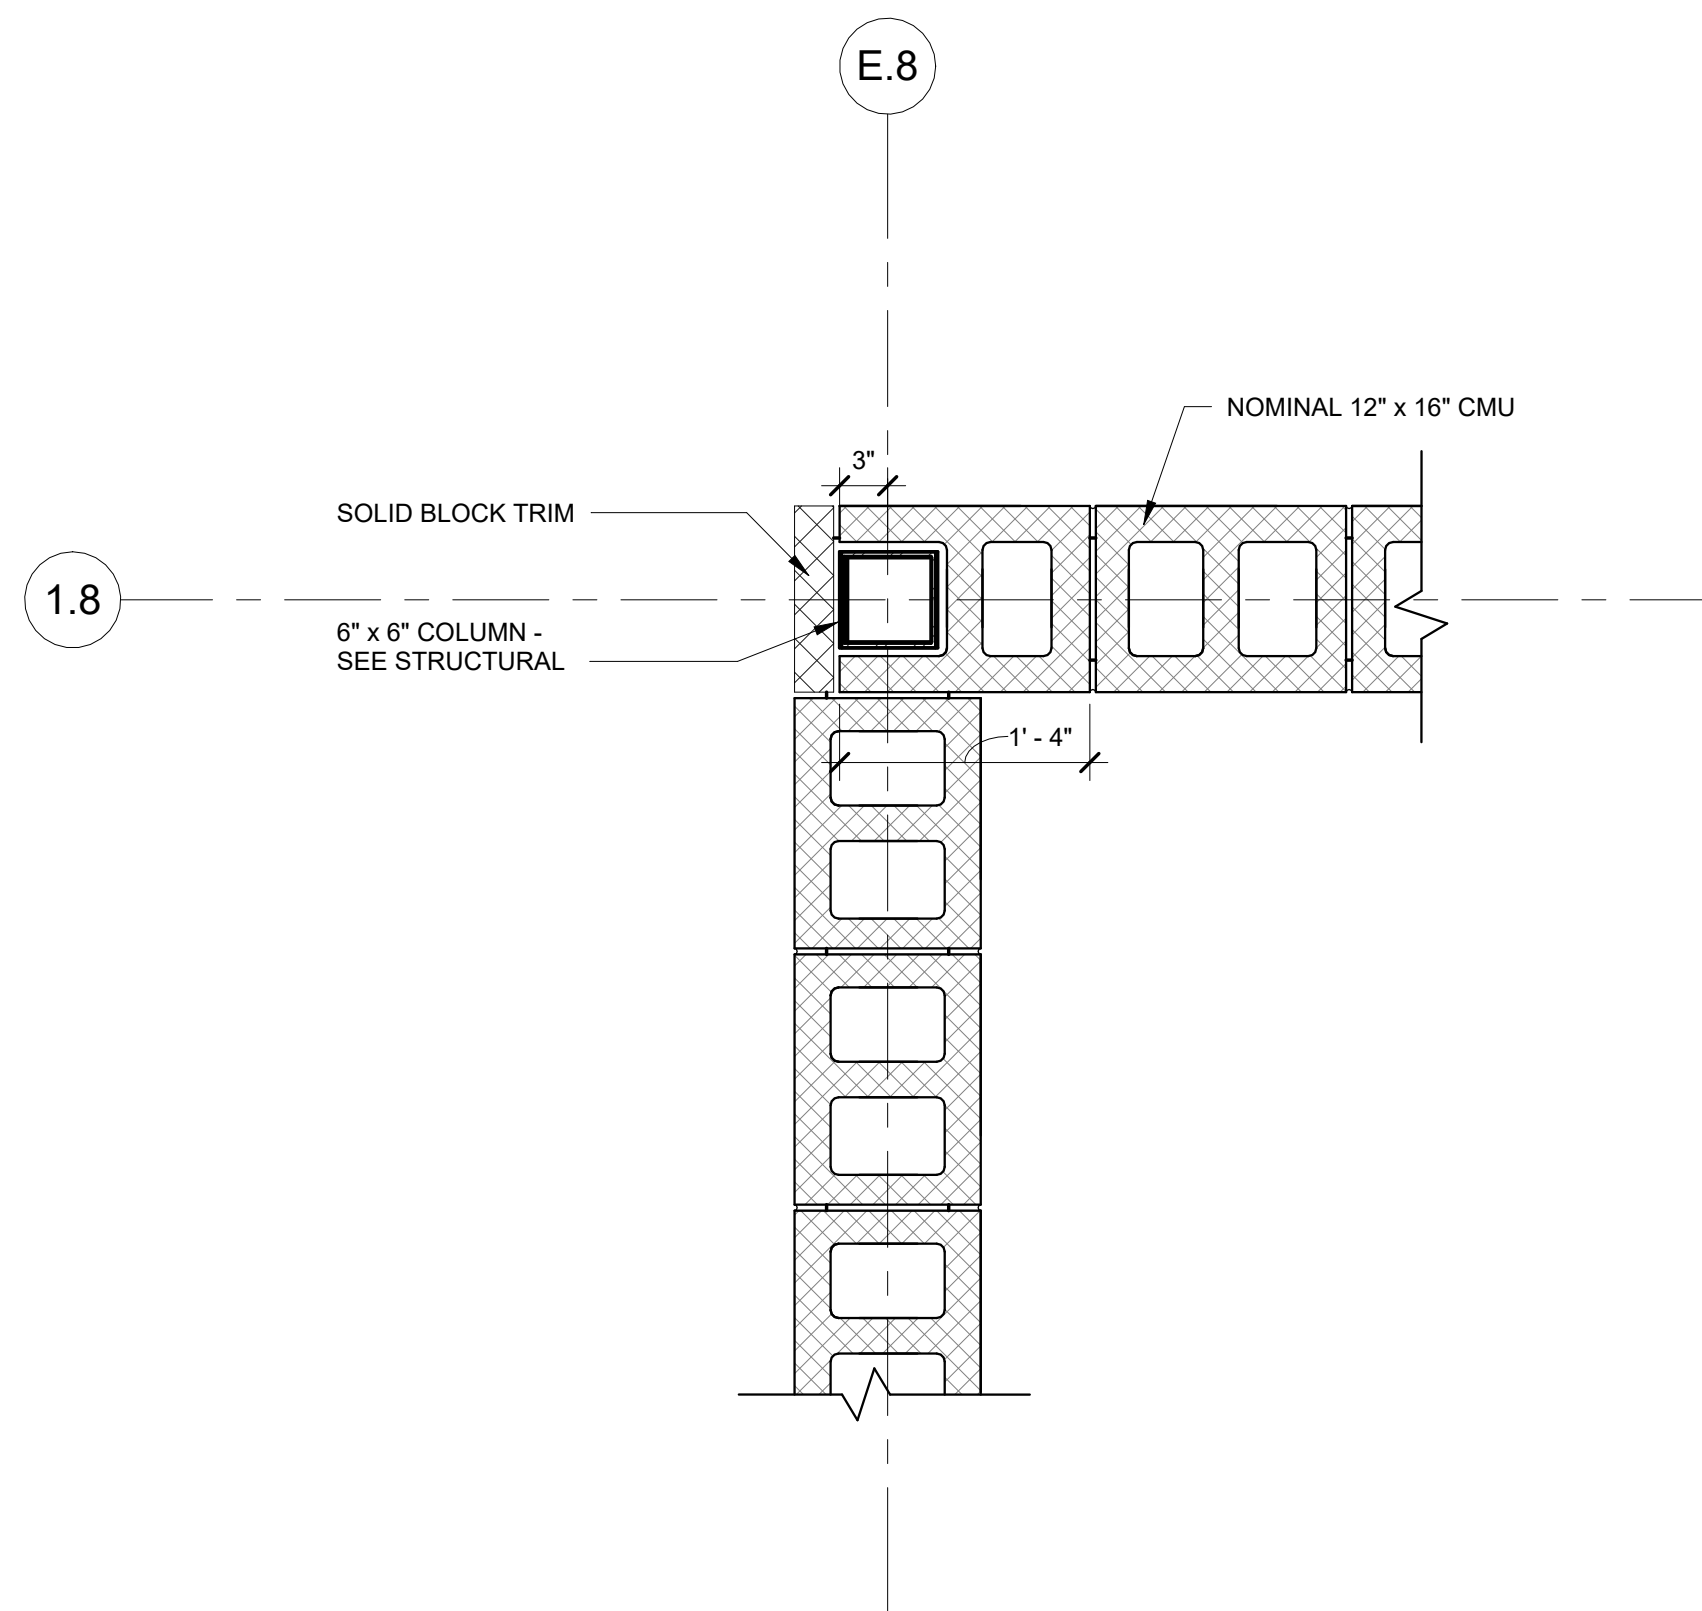 E.8
NOMINAL 12" x 16" CMU
3"
SOLID BLOCK TRIM
1.8
6" x 6" COLUMN -
SEE STRUCTURAL
1' - 4"